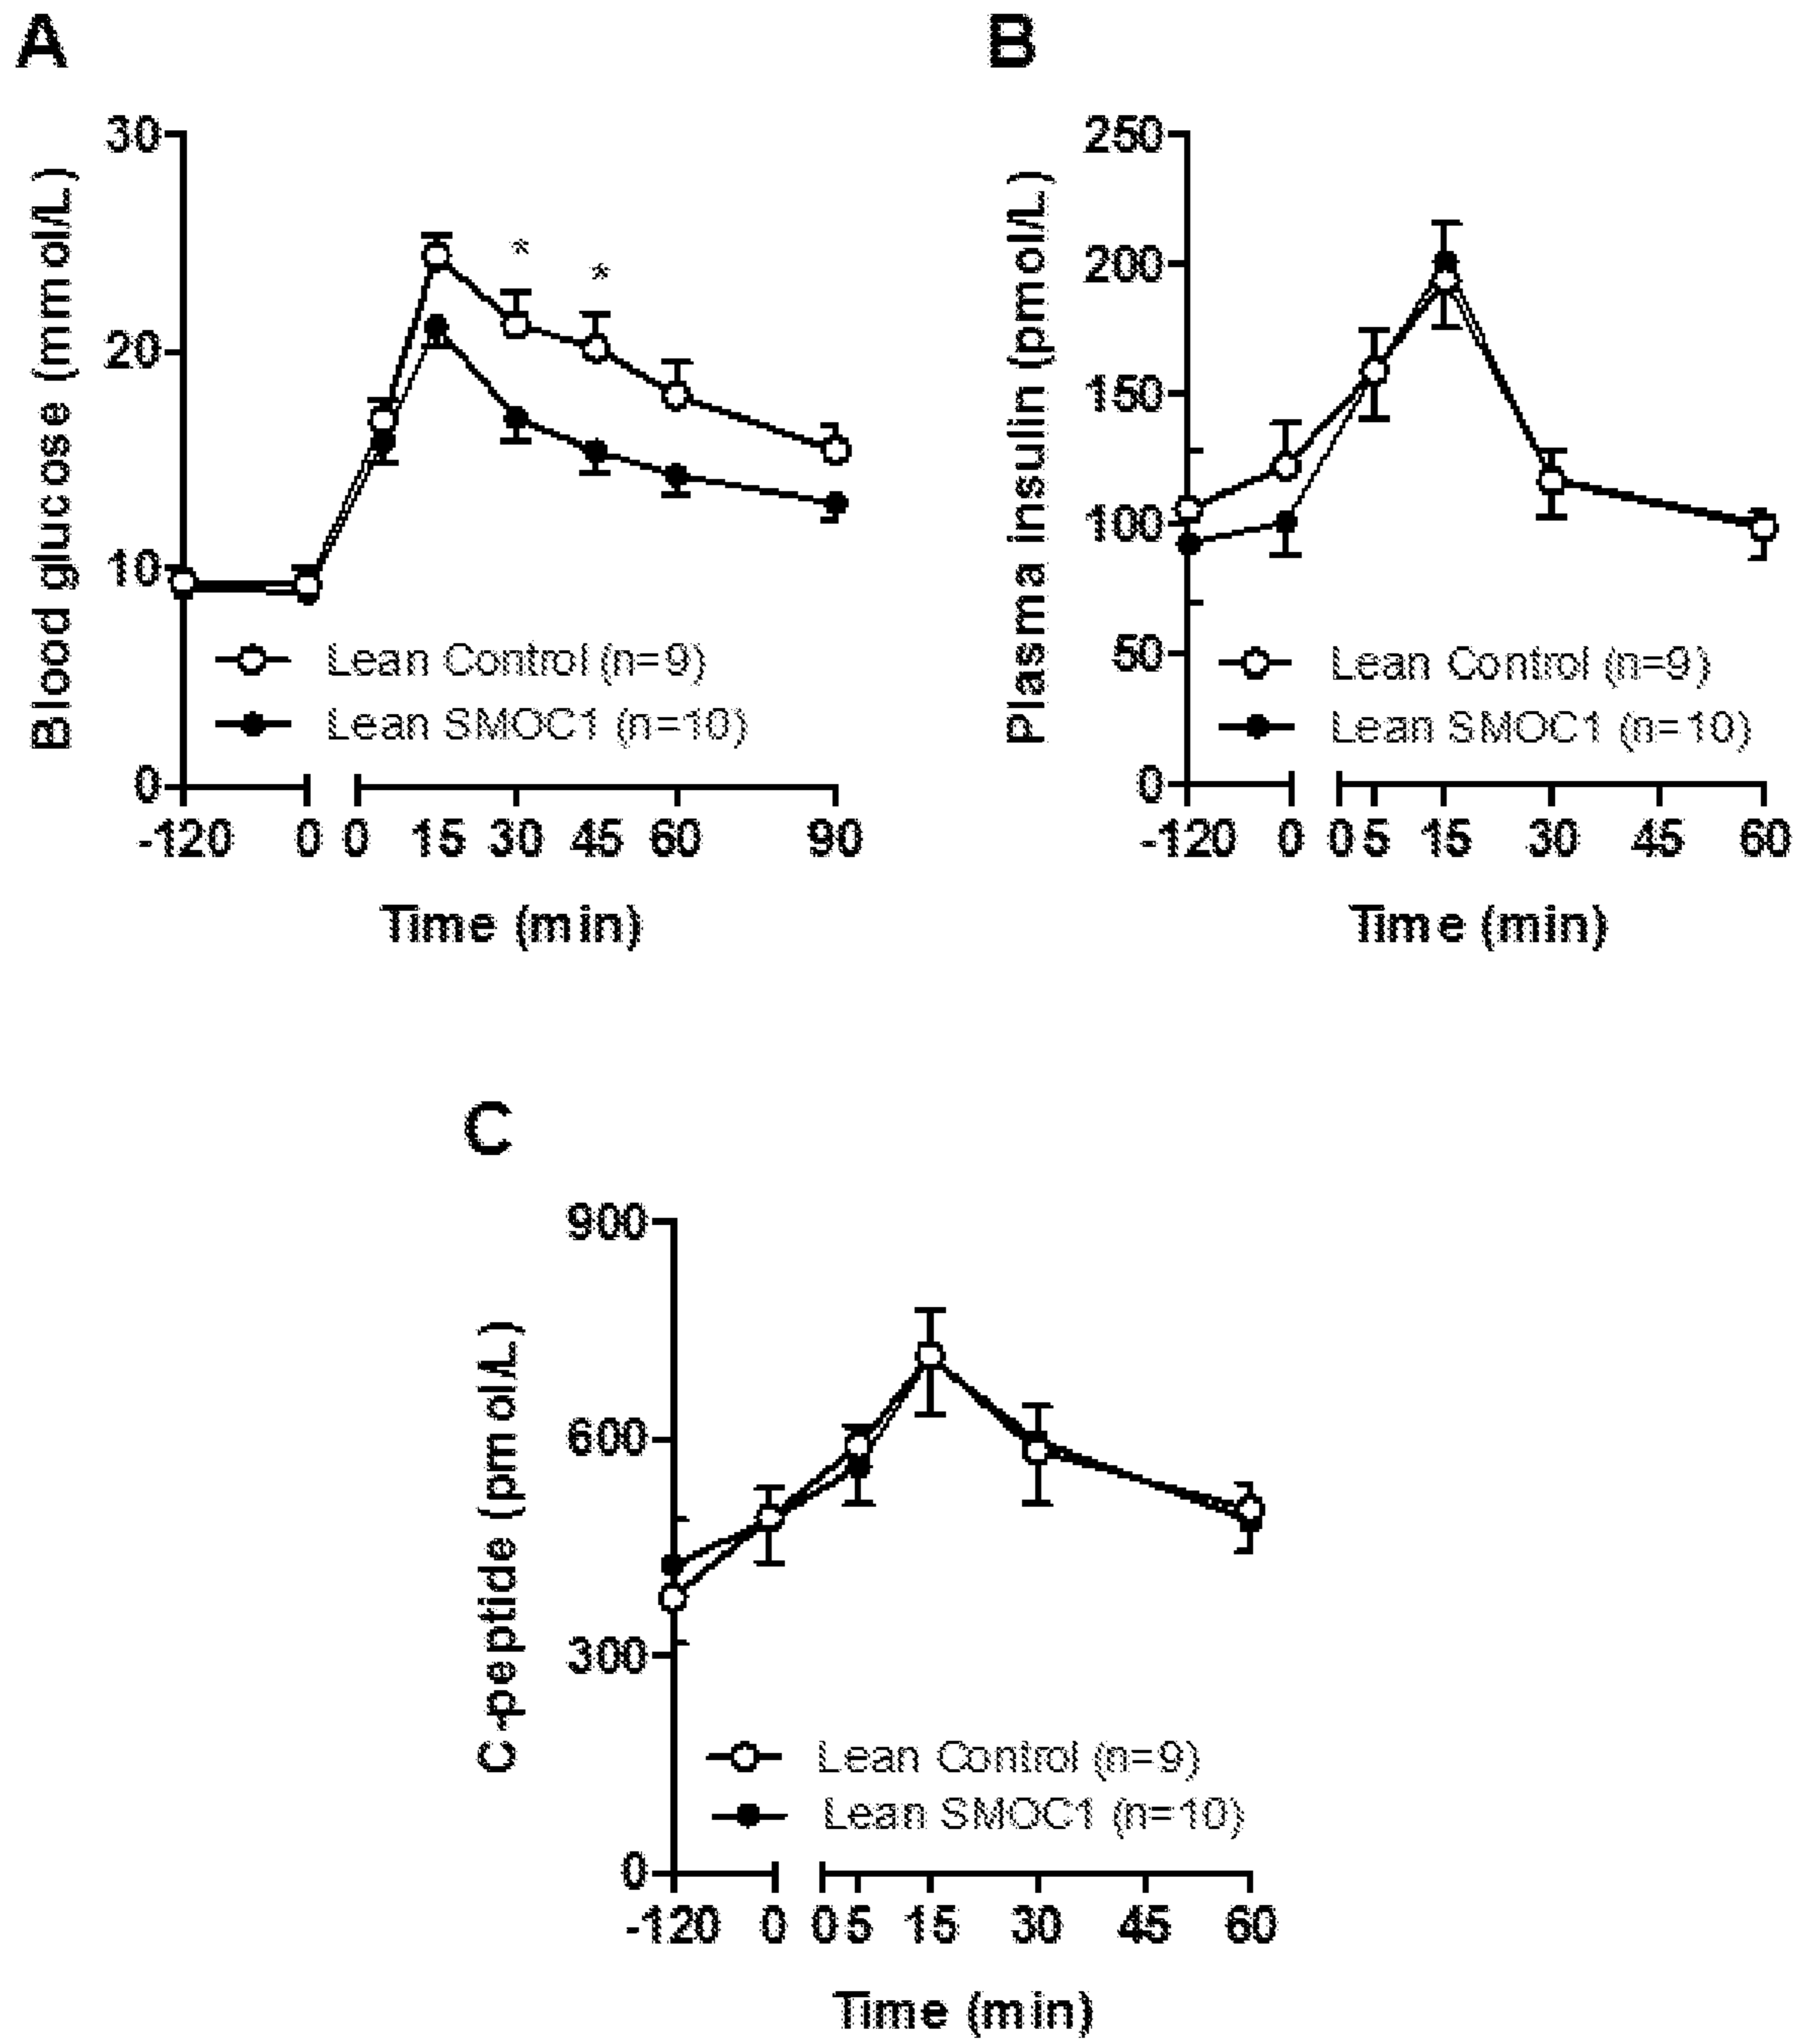 A
Blood glucose (mmol/L)
30
20
10
0
*
*
Lean Control (n=9)
Lean SMOC1 (n=10)
-120 0 0 15 30 45 60 90
Time (min)
B
Plasma insulin (pmol/L)
250
200
150
100
50
0
Lean Control (n=9)
Lean SMOC1 (n=10)
-120 0 0 5 15 30 45 60
Time (min)
C
C-peptide (pmol/L)
900
600
300
0
Lean Control (n=9)
Lean SMOC1 (n=10)
-120 0 0 5 15 30 45 60
Time (min)